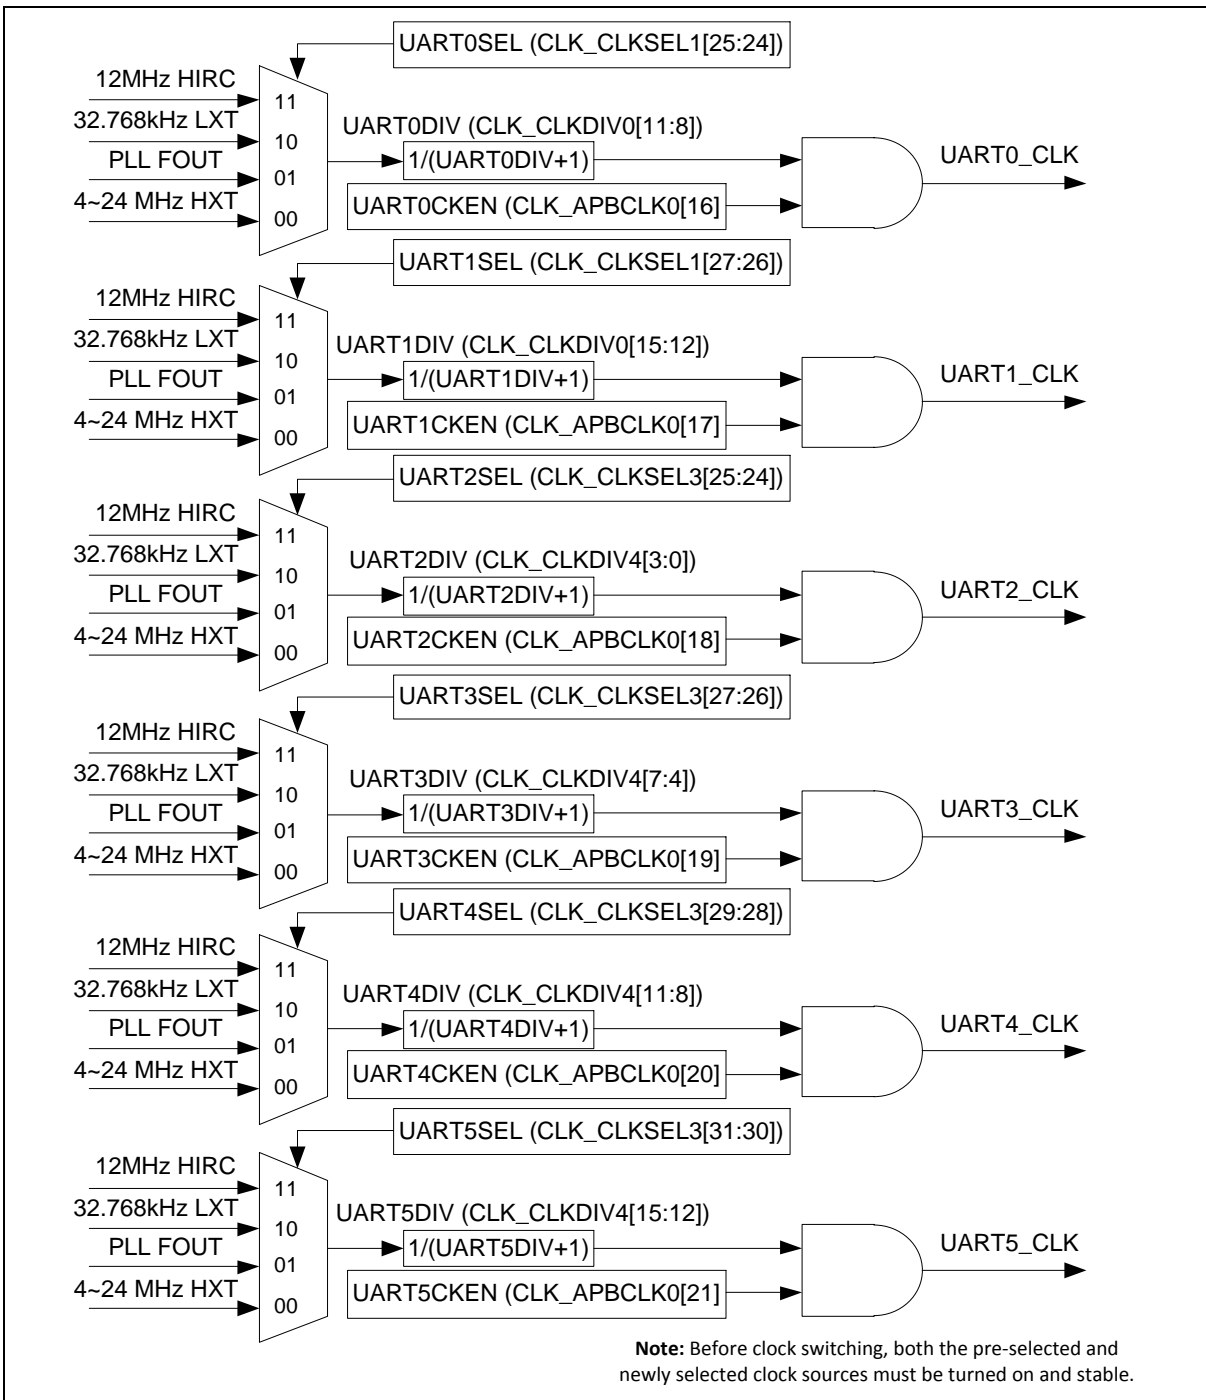 UART0SEL (CLK_CLKSEL1[25:24])
12MHz HIRC
11
32.768kHz LXT
10
UART0DIV (CLK_CLKDIV0[11:8])
PLL FOUT
01
1/(UART0DIV+1)
UART0_CLK
4~24 MHz HXT
00
UART0CKEN (CLK_APBCLK0[16]
UART1SEL (CLK_CLKSEL1[27:26])
12MHz HIRC
11
32.768kHz LXT
10
UART1DIV (CLK_CLKDIV0[15:12])
PLL FOUT
01
1/(UART1DIV+1)
UART1_CLK
4~24 MHz HXT
00
UART1CKEN (CLK_APBCLK0[17]
UART2SEL (CLK_CLKSEL3[25:24])
12MHz HIRC
11
32.768kHz LXT
10
UART2DIV (CLK_CLKDIV4[3:0])
PLL FOUT
01
1/(UART2DIV+1)
UART2_CLK
4~24 MHz HXT
00
UART2CKEN (CLK_APBCLK0[18]
UART3SEL (CLK_CLKSEL3[27:26])
12MHz HIRC
11
32.768kHz LXT
10
UART3DIV (CLK_CLKDIV4[7:4])
PLL FOUT
01
1/(UART3DIV+1)
UART3_CLK
4~24 MHz HXT
00
UART3CKEN (CLK_APBCLK0[19]
UART4SEL (CLK_CLKSEL3[29:28])
12MHz HIRC
11
32.768kHz LXT
10
UART4DIV (CLK_CLKDIV4[11:8])
PLL FOUT
01
1/(UART4DIV+1)
UART4_CLK
4~24 MHz HXT
00
UART4CKEN (CLK_APBCLK0[20]
UART5SEL (CLK_CLKSEL3[31:30])
12MHz HIRC
11
32.768kHz LXT
10
UART5DIV (CLK_CLKDIV4[15:12])
PLL FOUT
01
1/(UART5DIV+1)
UART5_CLK
4~24 MHz HXT
00
UART5CKEN (CLK_APBCLK0[21]
Note: Before clock switching, both the pre-selected and
newly selected clock sources must be turned on and stable.